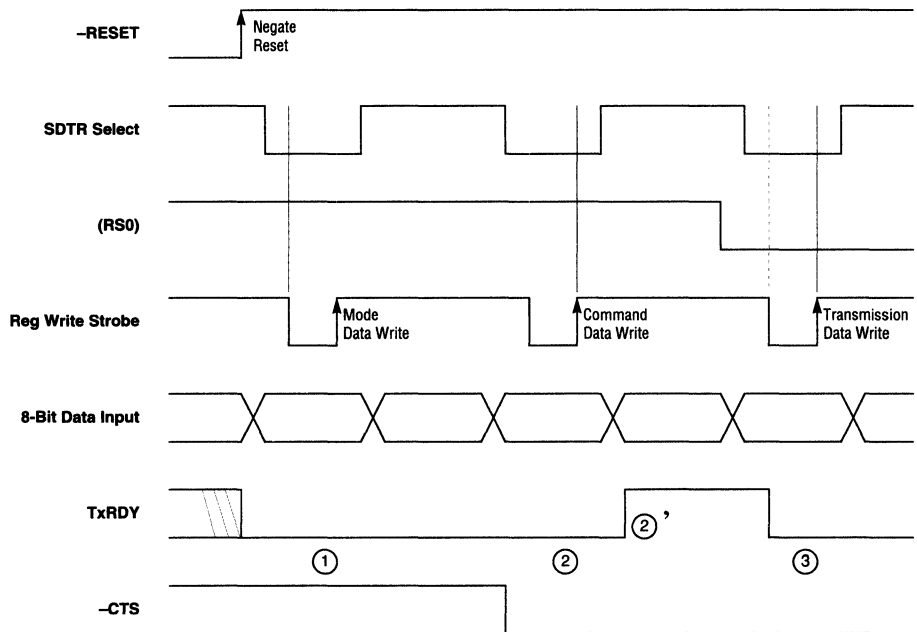 –RESET
Negate
Reset
SDTR Select
(RS0)
Reg Write Strobe
Mode
Data Write
Command
Data Write
Transmission
Data Write
8-Bit Data Input
TxRDY
②’
① ② ③
–CTS